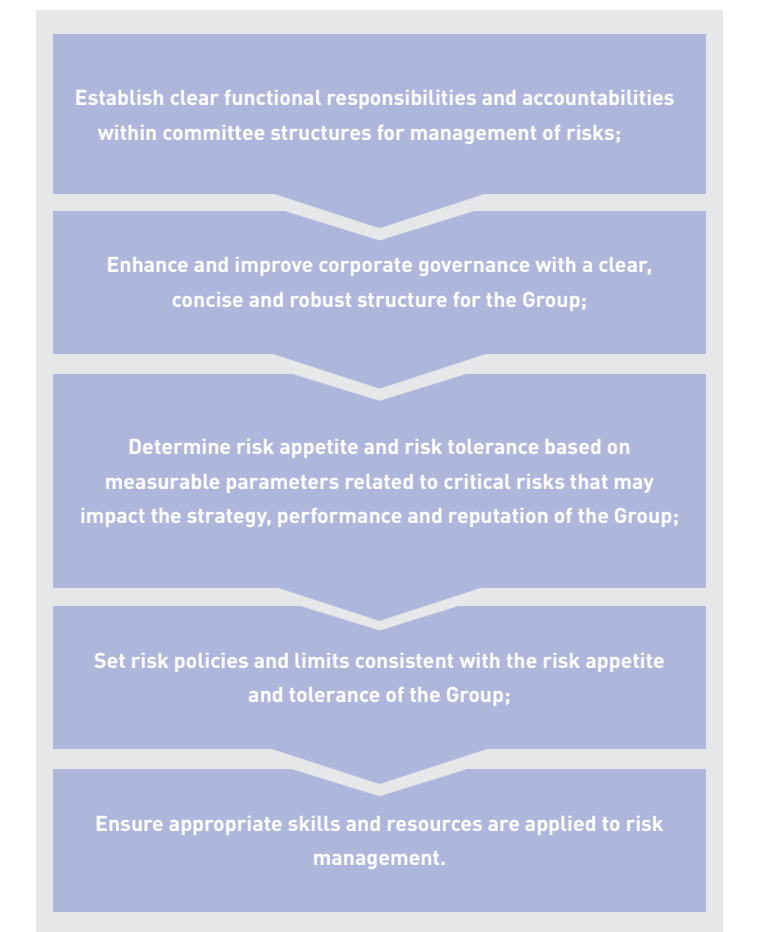 Establish clear functional responsibilities and accountabilities
within committee structures for management of risks;
Enhance and improve corporate governance with a clear,
concise and robust structure for the Group;
Determine risk appetite and risk tolerance based on
measurable parameters related to critical risks that may
impact the strategy, performance and reputation of the Group;
Set risk policies and limits consistent with the risk appetite
and tolerance of the Group;
Ensure appropriate skills and resources are applied to risk
management.